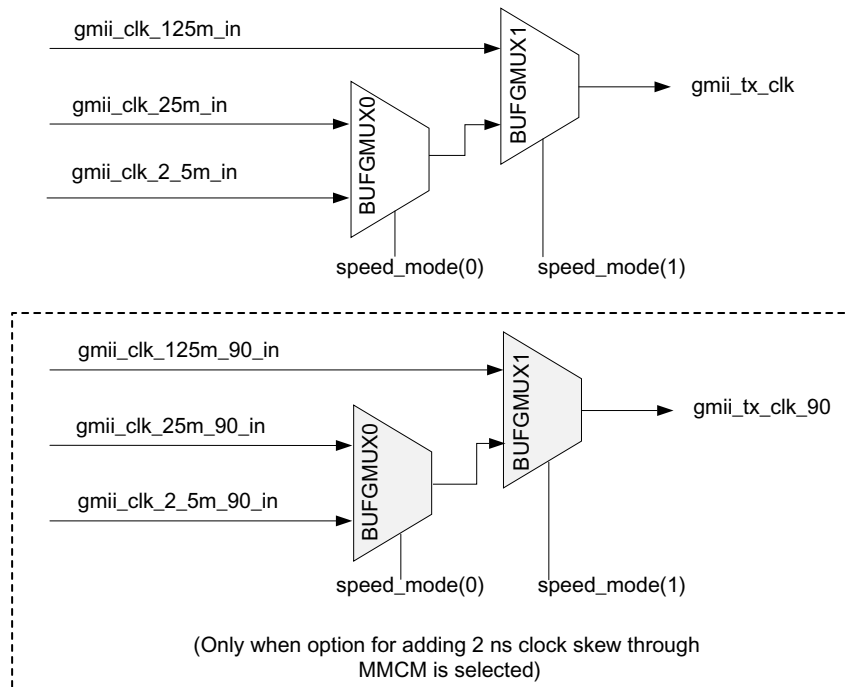 gmii_clk_125m_in
BUFGMUX1
gmii_tx_clk
gmii_clk_25m_in
BUFGMUX0
gmii_clk_2_5m_in
speed_mode(0)
speed_mode(1)
gmii_clk_125m_90_in
BUFGMUX1
gmii_tx_clk_90
gmii_clk_25m_90_in
BUFGMUX0
gmii_clk_2_5m_90_in
speed_mode(0)
speed_mode(1)
(Only when option for adding 2 ns clock skew through
MMCM is selected)